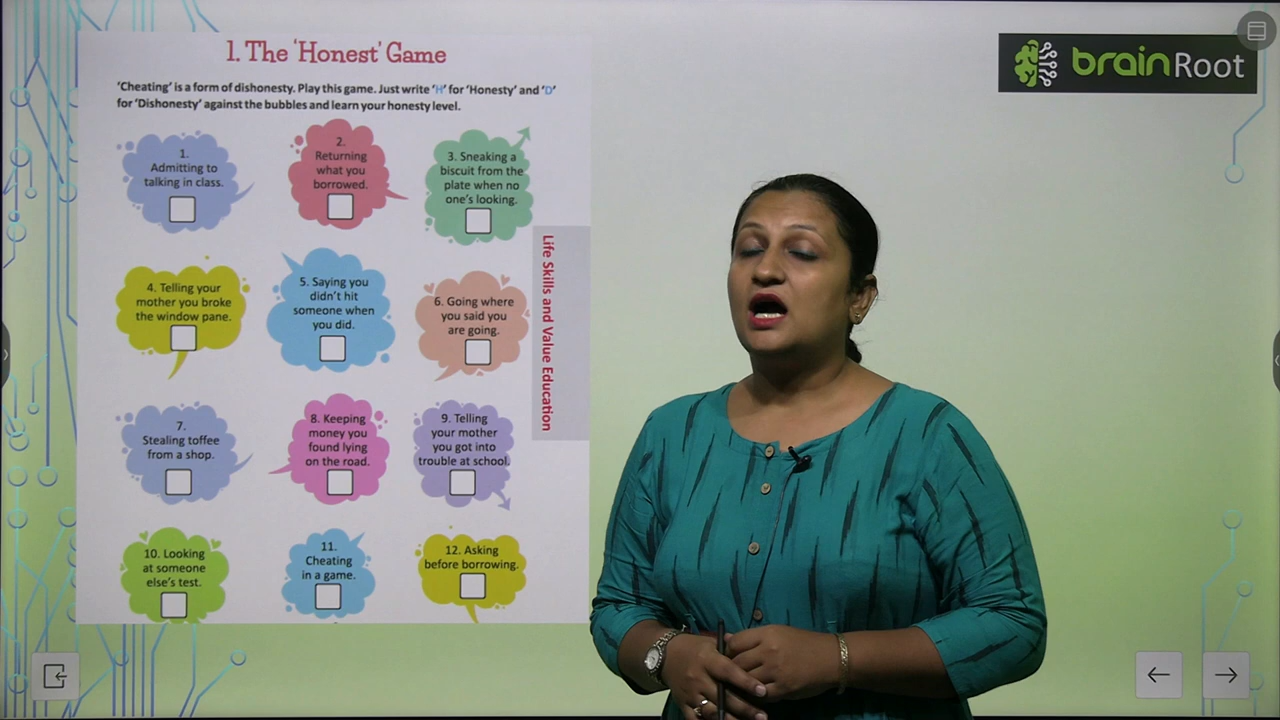 1. The 'Honest' Game
'Cheating' is a form of dishonesty. Play this game. Just write 'H' for 'Honesty' and 'D'
for 'Dishonesty' against the bubbles and learn your honesty level.
1.
Admitting to
talking in class.
2.
Returning
what you
borrowed.
3. Sneaking a
biscuit from the
plate when no
one's looking.
4. Telling your
mother you broke
the window pane.
5. Saying you
didn't hit
someone when
you did.
6. Going where
you said you
are going.
7.
Stealing toffee
from a shop.
8. Keeping
money you
found lying
on the road.
9. Telling
your mother
you got into
trouble at school.
10. Looking
at someone
else's test.
11.
Cheating
in a game.
12. Asking
before borrowing.
Life Skills and Value Education
brainRoot